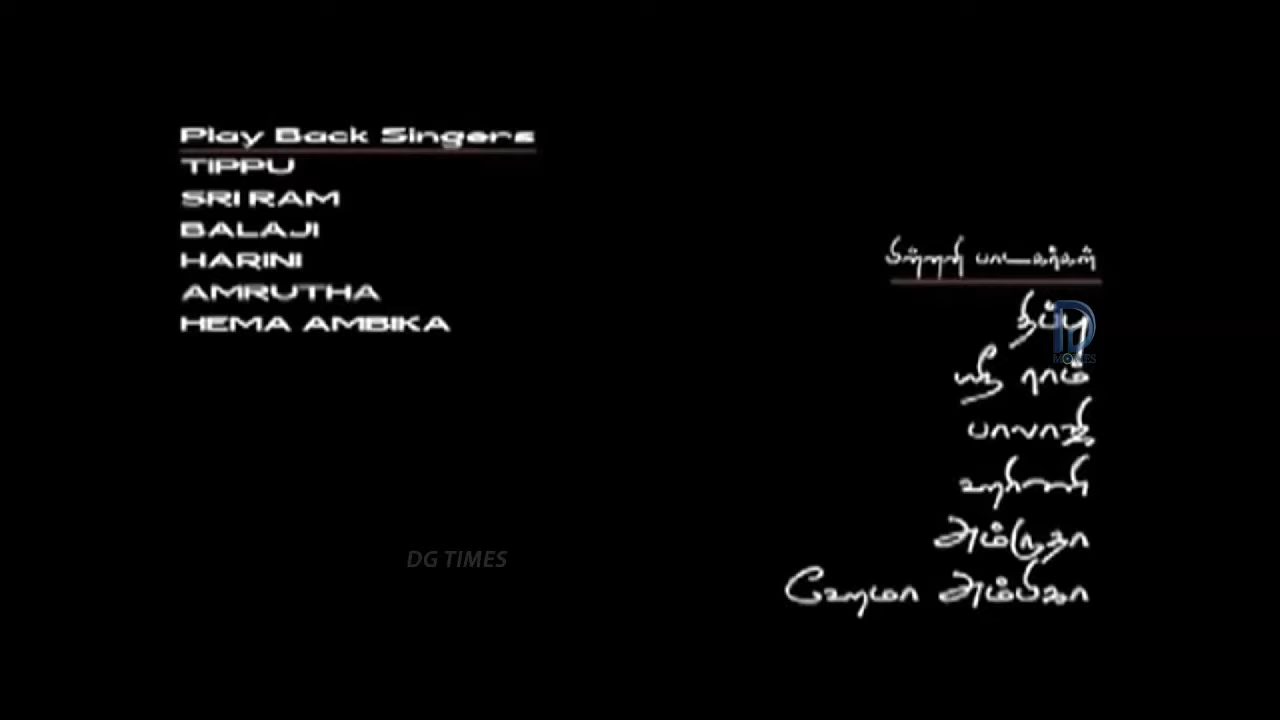 Play Back Singers
TIPPU
SRI RAM
BALAJI
HARINI
AMRUTHA
HEMA AMBIKA
பின்னணி பாடகர்கள்
திப்பு
ஸ்ரீ ராம்
பாலாஜி
ஹரிணி
அம்ருதா
ஹேமா அம்பிகா
D
MOVIES
DG TIMES